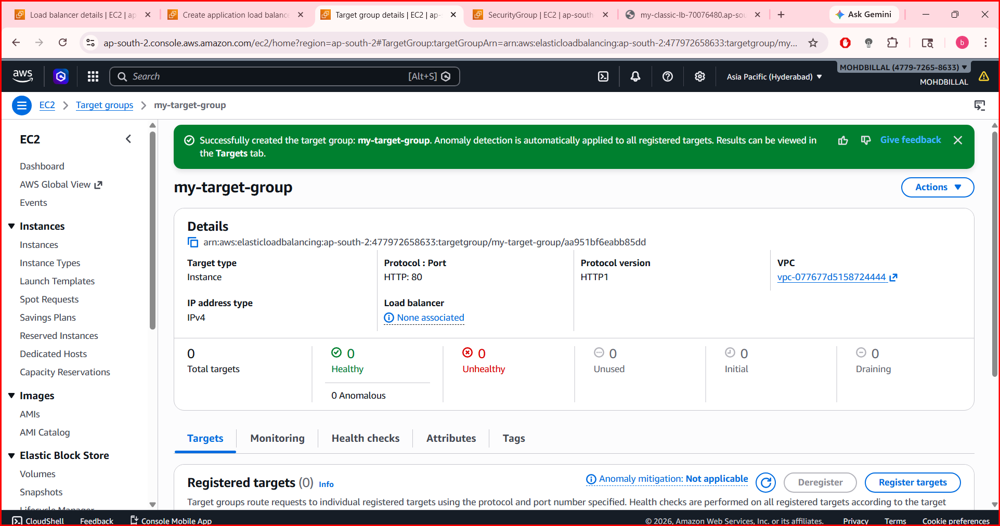 Load balancer details | EC2 | ap
Create application load balance
Target group details | EC2 | ap-
SecurityGroup | EC2 | ap-south
my-classic-lb-70076480.ap-sou
Ask Gemini
ap-south-2.console.aws.amazon.com/ec2/home?region=ap-south-2#TargetGroup:targetGroupArn=arn:aws:elasticloadbalancing:ap-south-2:477972658633:targetgroup/my...
b
aws
Search
[Alt+S]
Asia Pacific (Hyderabad)
MOHDBILLAL (4779-7265-8633)
MOHDBILLAL
EC2
Target groups
my-target-group
EC2
Dashboard
AWS Global View
Events
Instances
Instances
Instance Types
Launch Templates
Spot Requests
Savings Plans
Reserved Instances
Dedicated Hosts
Capacity Reservations
Images
AMIs
AMI Catalog
Elastic Block Store
Volumes
Snapshots
Lifecycle Manager
Successfully created the target group: my-target-group. Anomaly detection is automatically applied to all registered targets. Results can be viewed in
the Targets tab.
Give feedback
my-target-group
Actions
Details
arn:aws:elasticloadbalancing:ap-south-2:477972658633:targetgroup/my-target-group/aa951bf6eabb85dd
Target type
Instance
Protocol : Port
HTTP: 80
Protocol version
HTTP1
VPC
vpc-077677d5158724444
IP address type
IPv4
Load balancer
None associated
0
Total targets
0
Healthy
0 Anomalous
0
Unhealthy
0
Unused
0
Initial
0
Draining
Targets
Monitoring
Health checks
Attributes
Tags
Registered targets (0) Info
Anomaly mitigation: Not applicable
Deregister
Register targets
Target groups route requests to individual registered targets using the protocol and port number specified. Health checks are performed on all registered targets according to the target
CloudShell
Feedback
Console Mobile App
© 2026, Amazon Web Services, Inc. or its affiliates.
Privacy
Terms
Cookie preferences